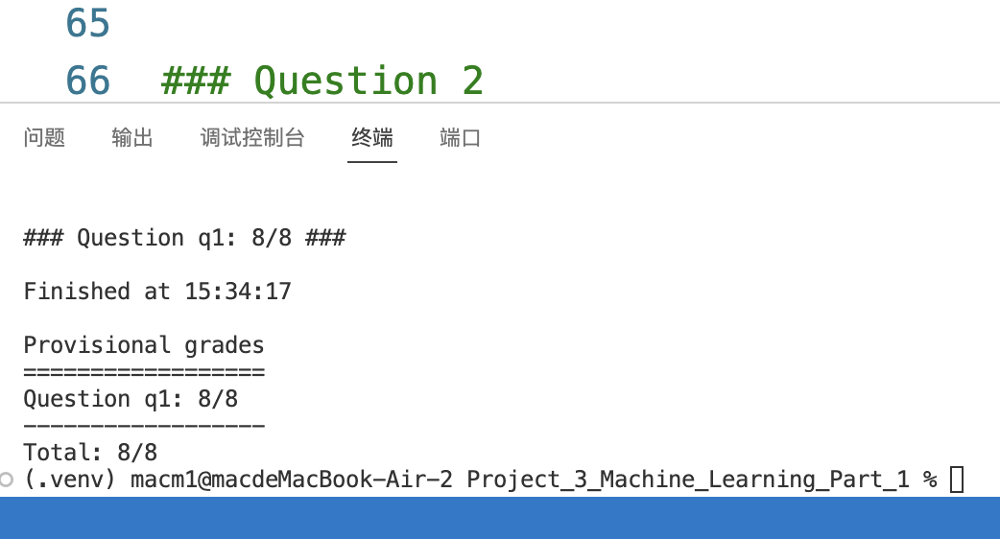 65
66 ### Question 2
问题 输出 调试控制台 终端 端口
### Question q1: 8/8 ###
Finished at 15:34:17
Provisional grades
==================
Question q1: 8/8
------------------
Total: 8/8
(.venv) macm1@macdeMacBook-Air-2 Project_3_Machine_Learning_Part_1 %